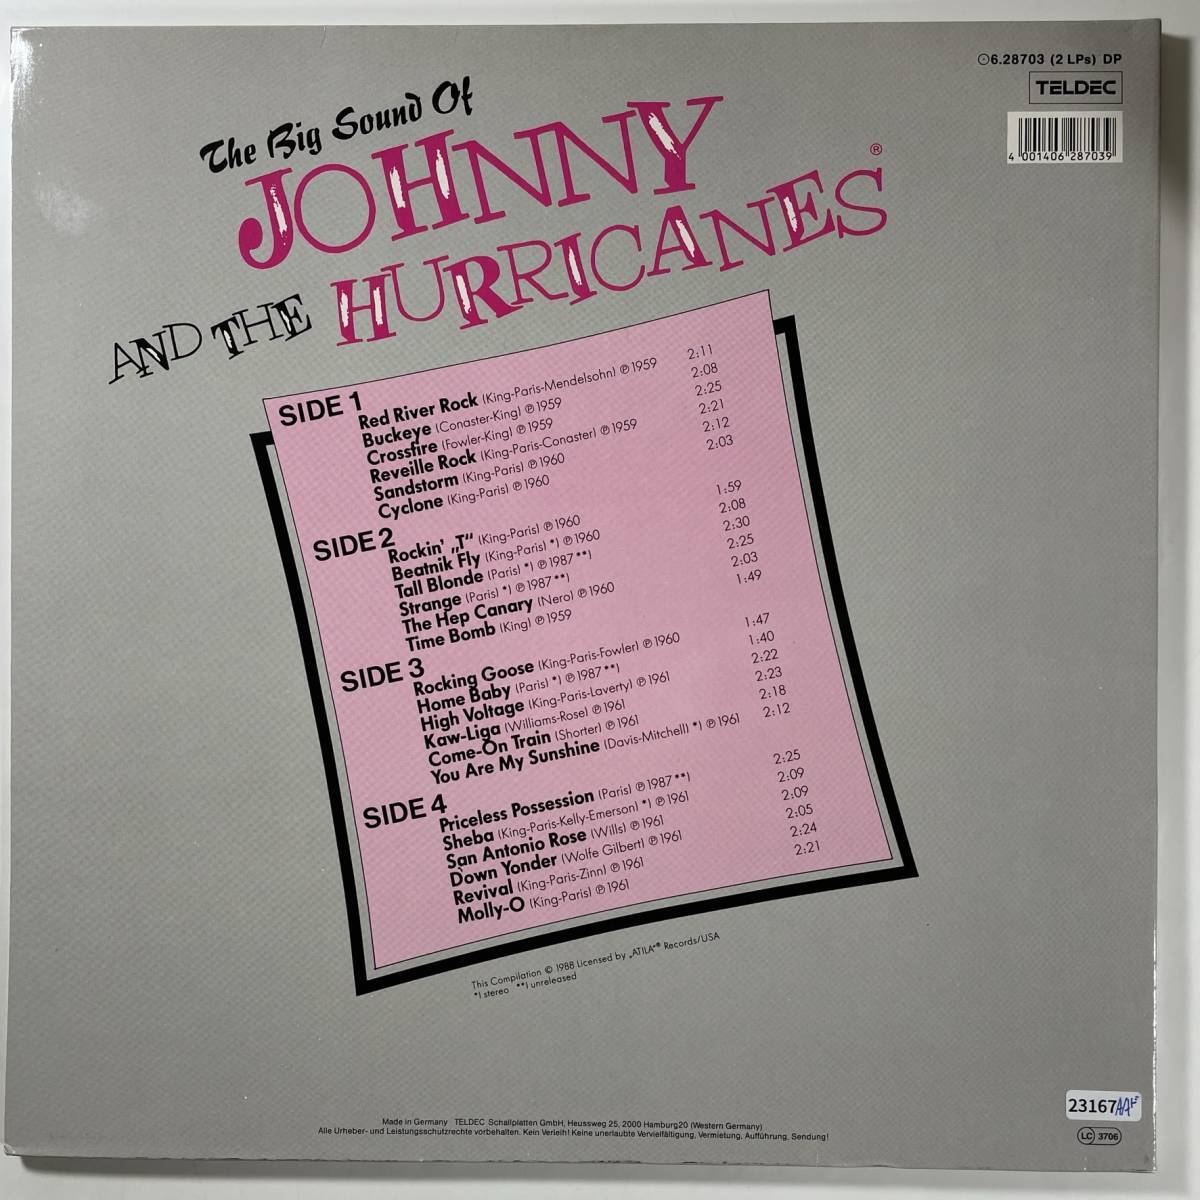 ⊙6.28703 (2 LPs) DP
TELDEC
4 001406 287039
The Big Sound Of
JOHNNY
AND THE HURRICANES®
SIDE 1
Red River Rock (King-Paris-Mendelsohn) ℗ 1959 2:11
Buckeye (Conaster-King) ℗ 1959 2:08
Crossfire (Fowler-King) ℗ 1959 2:25
Reveille Rock (King-Paris-Conaster) ℗ 1959 2:21
Sandstorm (King-Paris) ℗ 1960 2:12
Cyclone (King-Paris) ℗ 1960 2:03
SIDE 2
Rockin' „T“ (King-Paris) ℗ 1960 1:59
Beatnik Fly (King-Paris) *) ℗ 1960 2:08
Tall Blonde (Paris) *) ℗ 1987 **) 2:30
Strange (Paris) *) ℗ 1987 **) 2:25
The Hep Canary (Nero) ℗ 1960 2:03
Time Bomb (King) ℗ 1959 1:49
SIDE 3
Rocking Goose (King-Paris-Fowler) ℗ 1960 1:47
Home Baby (Paris) *) ℗ 1987 **) 1:40
High Voltage (King-Paris-Laverty) ℗ 1961 2:22
Kaw-Liga (Williams-Rose) ℗ 1961 2:23
Come-On Train (Shorter) ℗ 1961 2:18
You Are My Sunshine (Davis-Mitchell) *) ℗ 1961 2:12
SIDE 4
Priceless Possession (Paris) ℗ 1987 **) 2:25
Sheba (King-Paris-Kelly-Emerson) *) ℗ 1961 2:09
San Antonio Rose (Wills) ℗ 1961 2:09
Down Yonder (Wolfe Gilbert) ℗ 1961 2:05
Revival (King-Paris-Zinn) ℗ 1961 2:24
Molly-O (King-Paris) ℗ 1961 2:21
This Compilation © 1988 Licensed by „ATILA“® Records/USA
*) stereo **) unreleased
23167
LC 3706
Made in Germany TELDEC Schallplatten GmbH, Heussweg 25, 2000 Hamburg20 (Western Germany)
Alle Urheber- und Leistungsschutzrechte vorbehalten. Kein Verleih! Keine unerlaubte Vervielfältigung, Vermietung, Aufführung, Sendung!